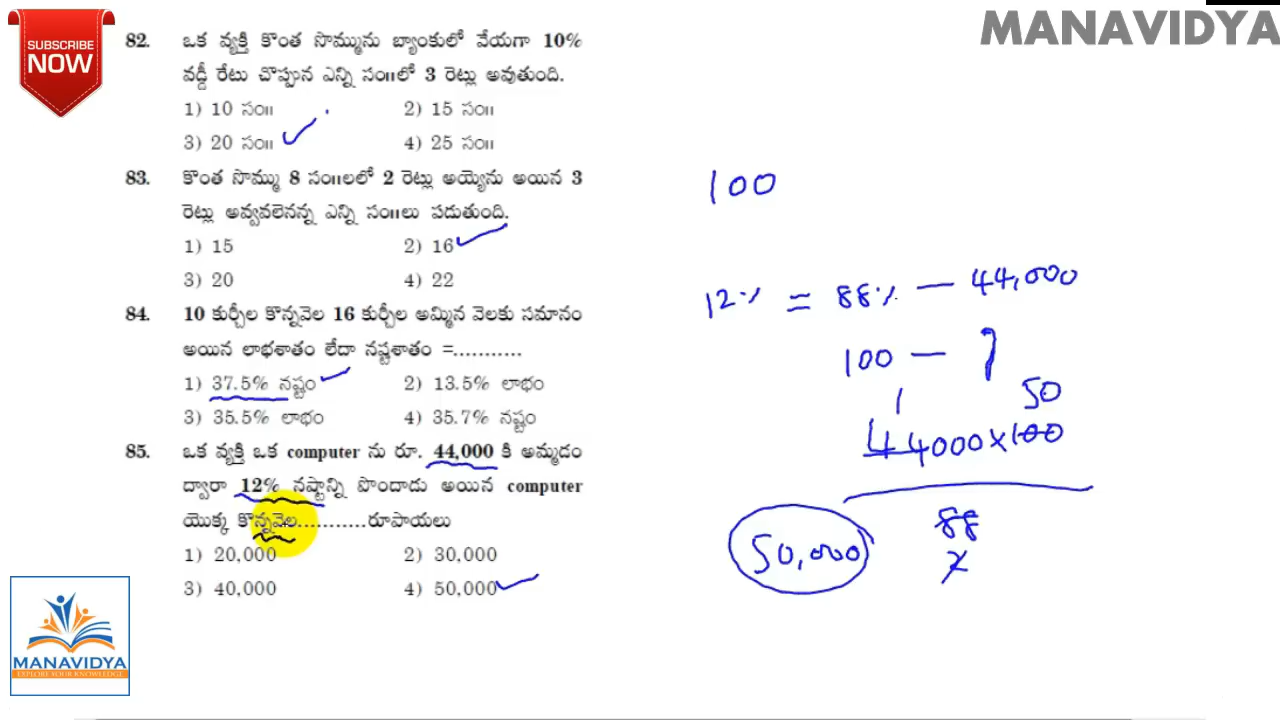 SUBSCRIBE
NOW
MANAVIDYA
82. ఒక వ్యక్తి కొంత సొమ్మును బ్యాంకులో వేయగా 10%
వడ్డీ రేటు చొప్పున ఎన్ని సం॥లో 3 రెట్లు అవుతుంది.
1) 10 సం॥ 2) 15 సం॥
3) 20 సం॥ 4) 25 సం॥
83. కొంత సొమ్ము 8 సం॥లలో 2 రెట్లు అయ్యెను అయిన 3
రెట్లు అవ్వవలెనన్న ఎన్ని సం॥లు పడుతుంది.
1) 15 2) 16
3) 20 4) 22
84. 10 కుర్చీల కొన్నవెల 16 కుర్చీల అమ్మిన వెలకు సమానం
అయిన లాభశాతం లేదా నష్టశాతం =...........
1) 37.5% నష్టం 2) 13.5% లాభం
3) 35.5% లాభం 4) 35.7% నష్టం
85. ఒక వ్యక్తి ఒక computer ను రూ. 44,000 కి అమ్మడం
ద్వారా 12% నష్టాన్ని పొందాడు అయిన computer
యొక్క కొన్నవెల...........రూపాయలు
1) 20,000 2) 30,000
3) 40,000 4) 50,000
100
12% = 88% — 44,000
100 — ?
1 50
44000×100
88
2
50,000
MANAVIDYA
EXPLORE YOUR KNOWLEDGE